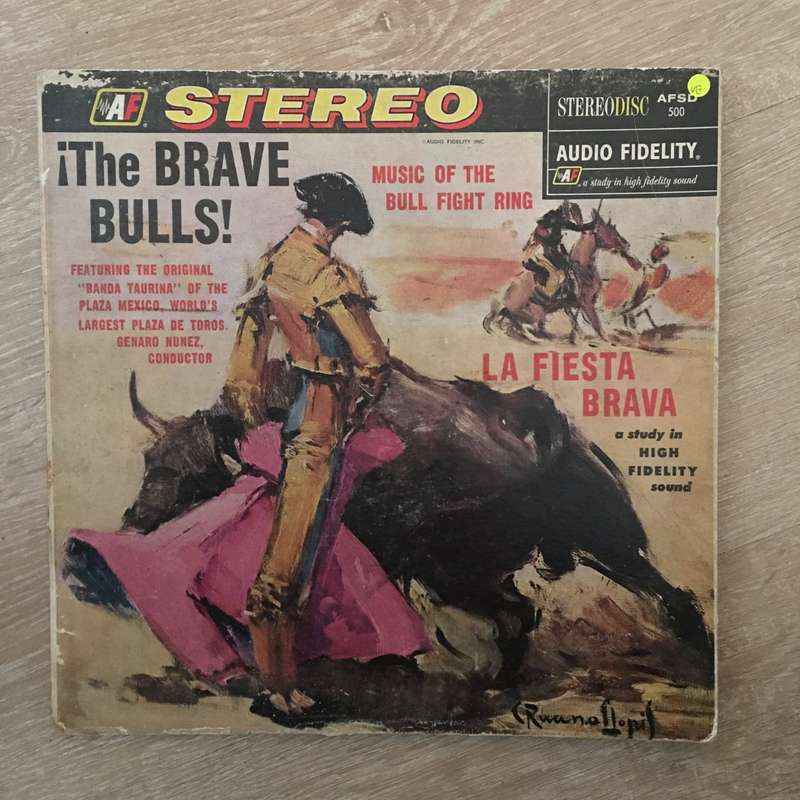 AF STEREO
©AUDIO FIDELITY INC.
STEREODISC AFSD
500
AUDIO FIDELITY®
AF® a study in high fidelity sound
¡The BRAVE
BULLS!
MUSIC OF THE
BULL FIGHT RING
FEATURING THE ORIGINAL
"BANDA TAURINA" OF THE
PLAZA MEXICO, WORLD'S
LARGEST PLAZA DE TOROS.
GENARO NUNEZ,
CONDUCTOR
LA FIESTA
BRAVA
a study in
HIGH
FIDELITY
sound
C Ruano Llopis